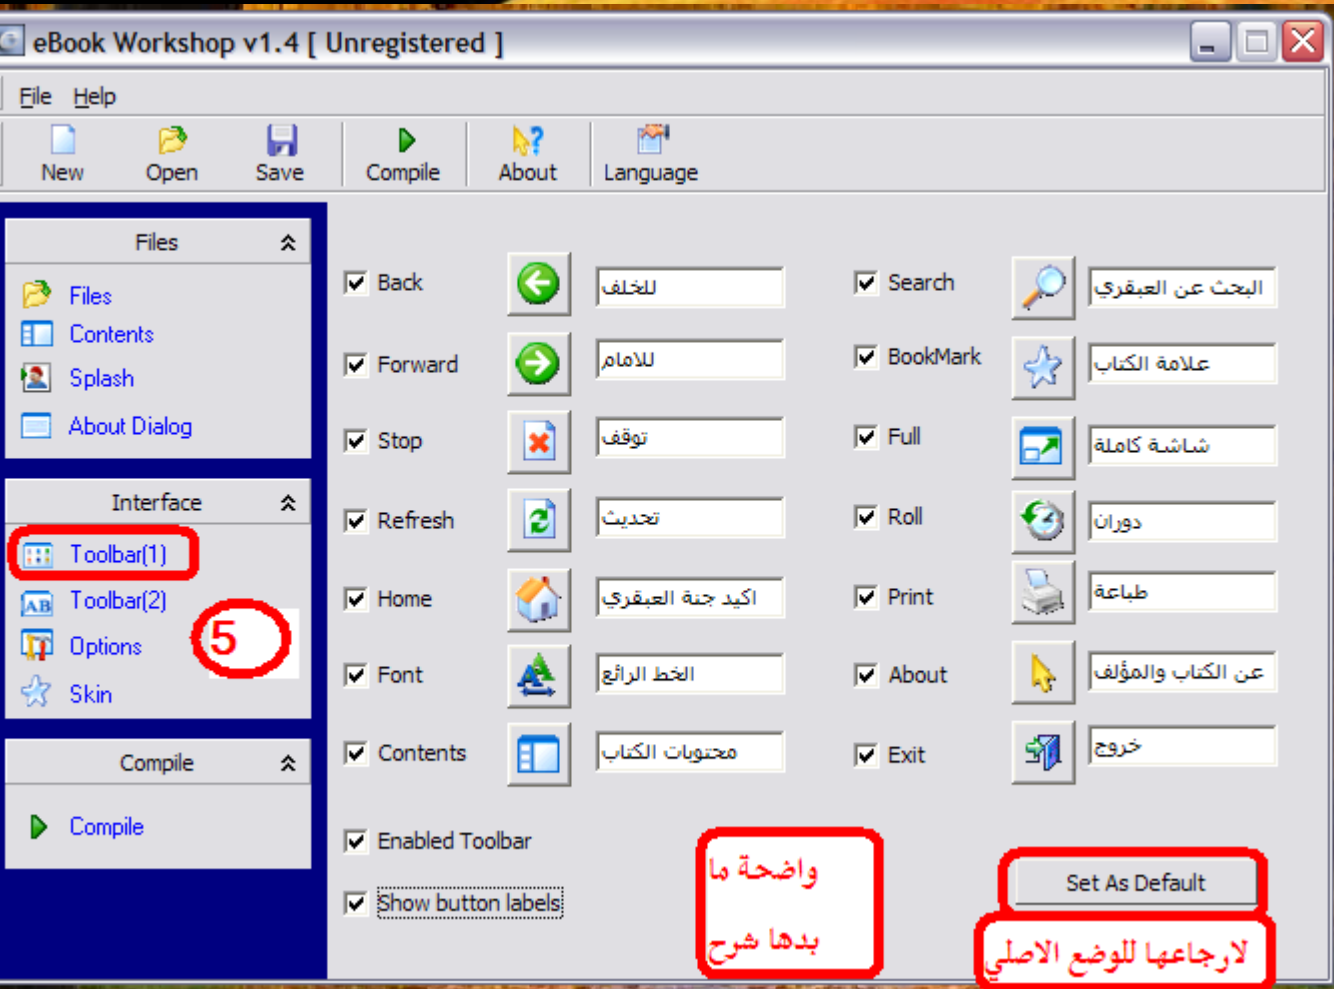 eBook Workshop v1.4 [ Unregistered ]
File Help
New Open Save Compile About Language
Files
Files
Contents
Splash
About Dialog
Interface
Toolbar(1)
Toolbar(2)
Options
Skin
5
Compile
Compile
Back للخلف
Forward للامام
Stop توقف
Refresh تحديث
Home اكيد جنة العبقري
Font الخط الرائع
Contents محتويات الكتاب
Search البحث عن العبقري
BookMark علامة الكتاب
Full شاشة كاملة
Roll دوران
Print طباعة
About عن الكتاب والمؤلف
Exit خروج
Enabled Toolbar
Show button labels
واضحة ما
بدها شرح
Set As Default
لارجاعها للوضع الاصلي